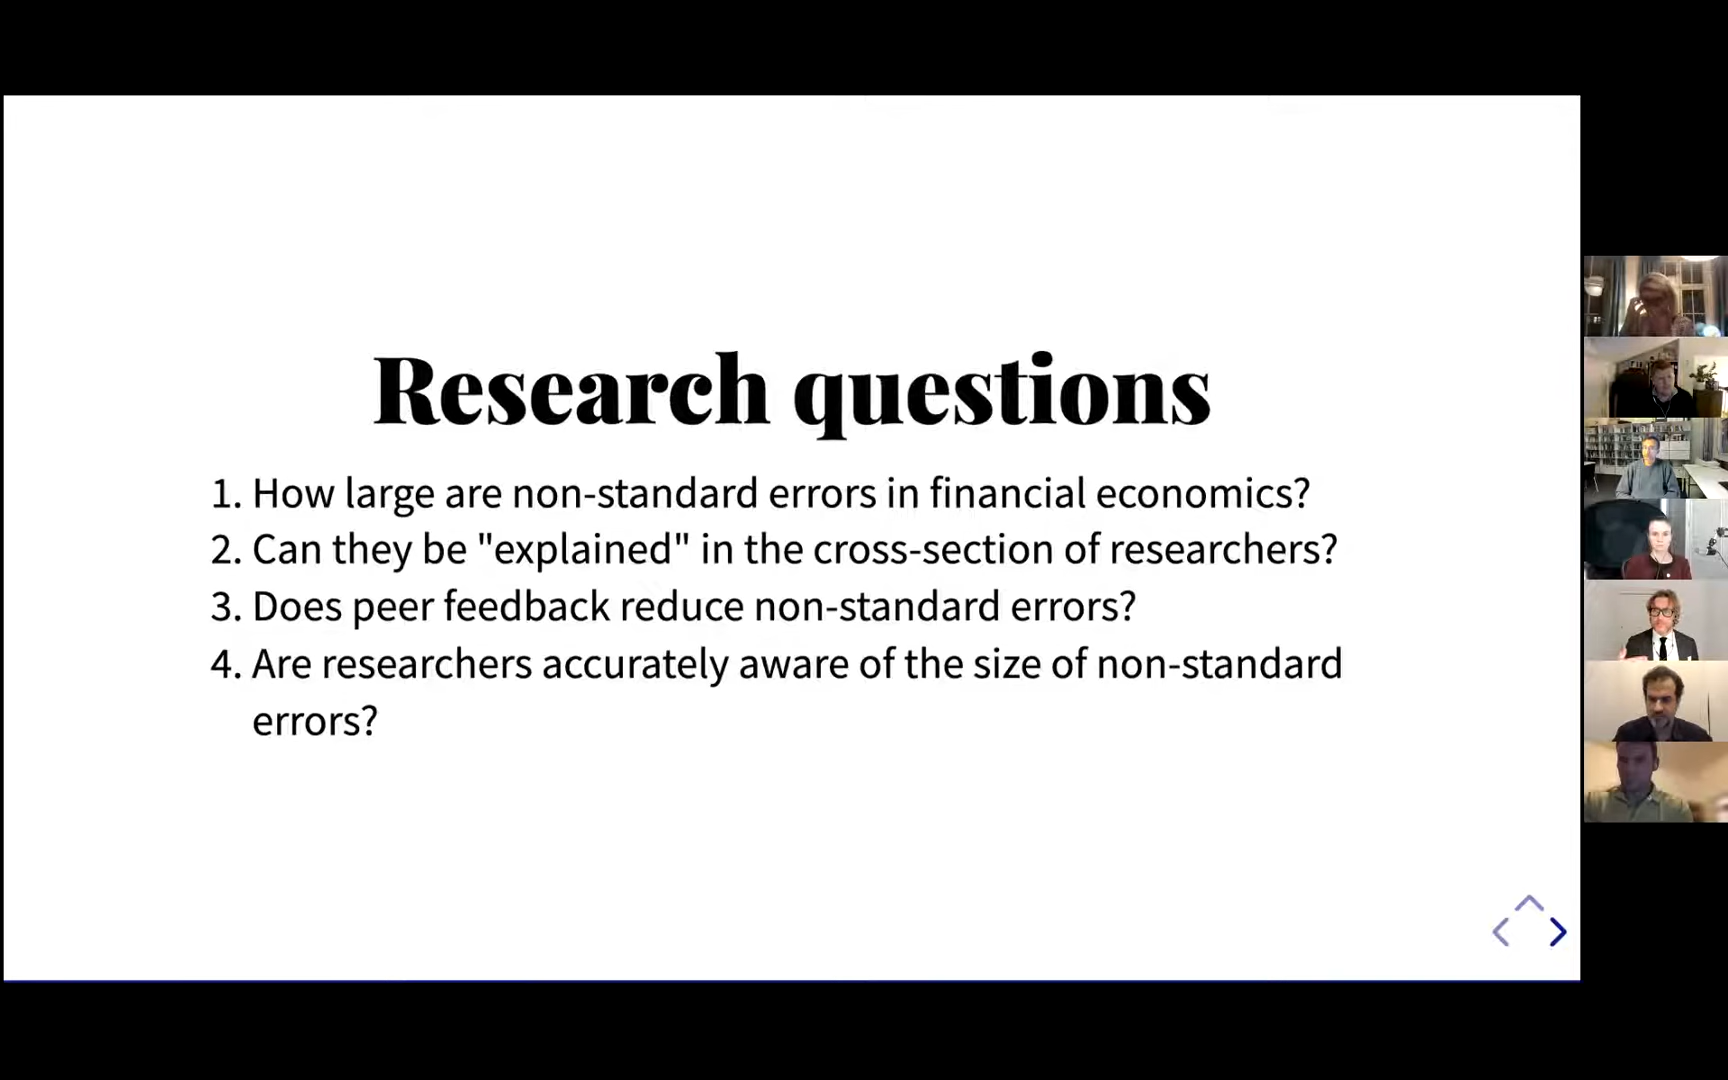 Research questions
1. How large are non-standard errors in financial economics?
2. Can they be "explained" in the cross-section of researchers?
3. Does peer feedback reduce non-standard errors?
4. Are researchers accurately aware of the size of non-standard
errors?